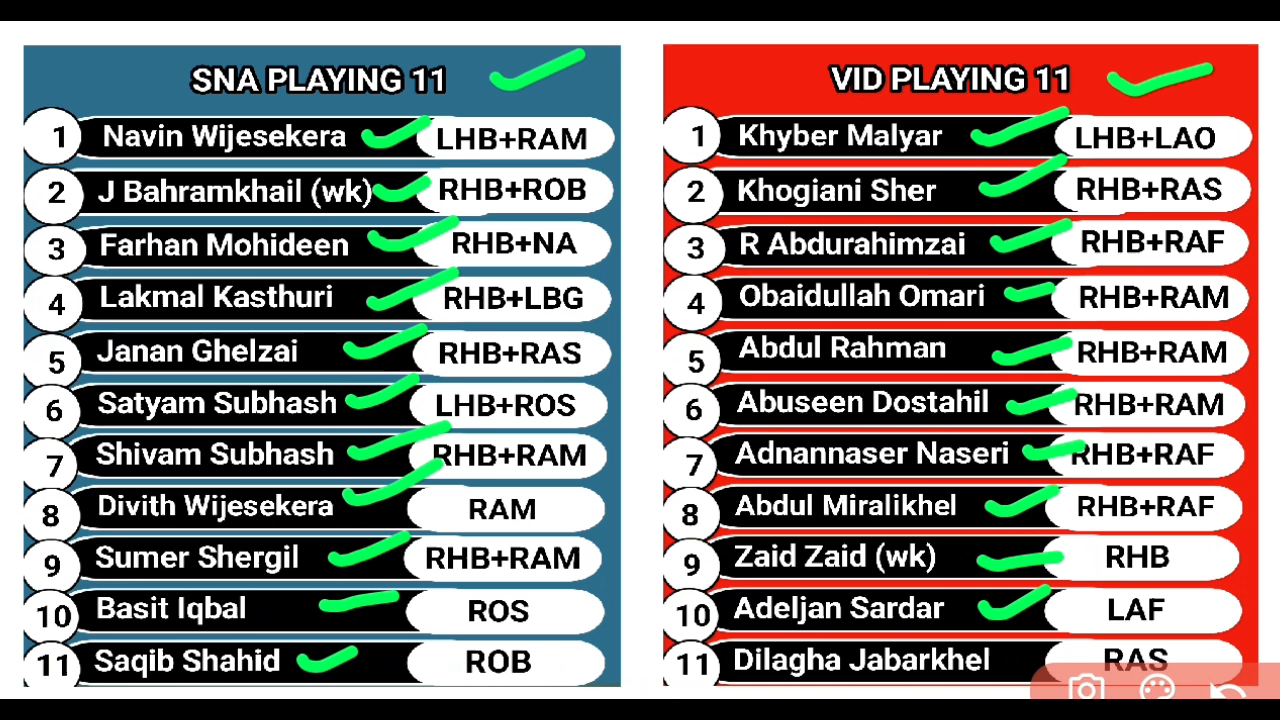 SNA PLAYING 11
1 Navin Wijesekera LHB+RAM
2 J Bahramkhail (wk) RHB+ROB
3 Farhan Mohideen RHB+NA
4 Lakmal Kasthuri RHB+LBG
5 Janan Ghelzai RHB+RAS
6 Satyam Subhash LHB+ROS
7 Shivam Subhash RHB+RAM
8 Divith Wijesekera RAM
9 Sumer Shergil RHB+RAM
10 Basit Iqbal ROS
11 Saqib Shahid ROB
VID PLAYING 11
1 Khyber Malyar LHB+LAO
2 Khogiani Sher RHB+RAS
3 R Abdurahimzai RHB+RAF
4 Obaidullah Omari RHB+RAM
5 Abdul Rahman RHB+RAM
6 Abuseen Dostahil RHB+RAM
7 Adnannaser Naseri RHB+RAF
8 Abdul Miralikhel RHB+RAF
9 Zaid Zaid (wk) RHB
10 Adeljan Sardar LAF
11 Dilagha Jabarkhel RAS